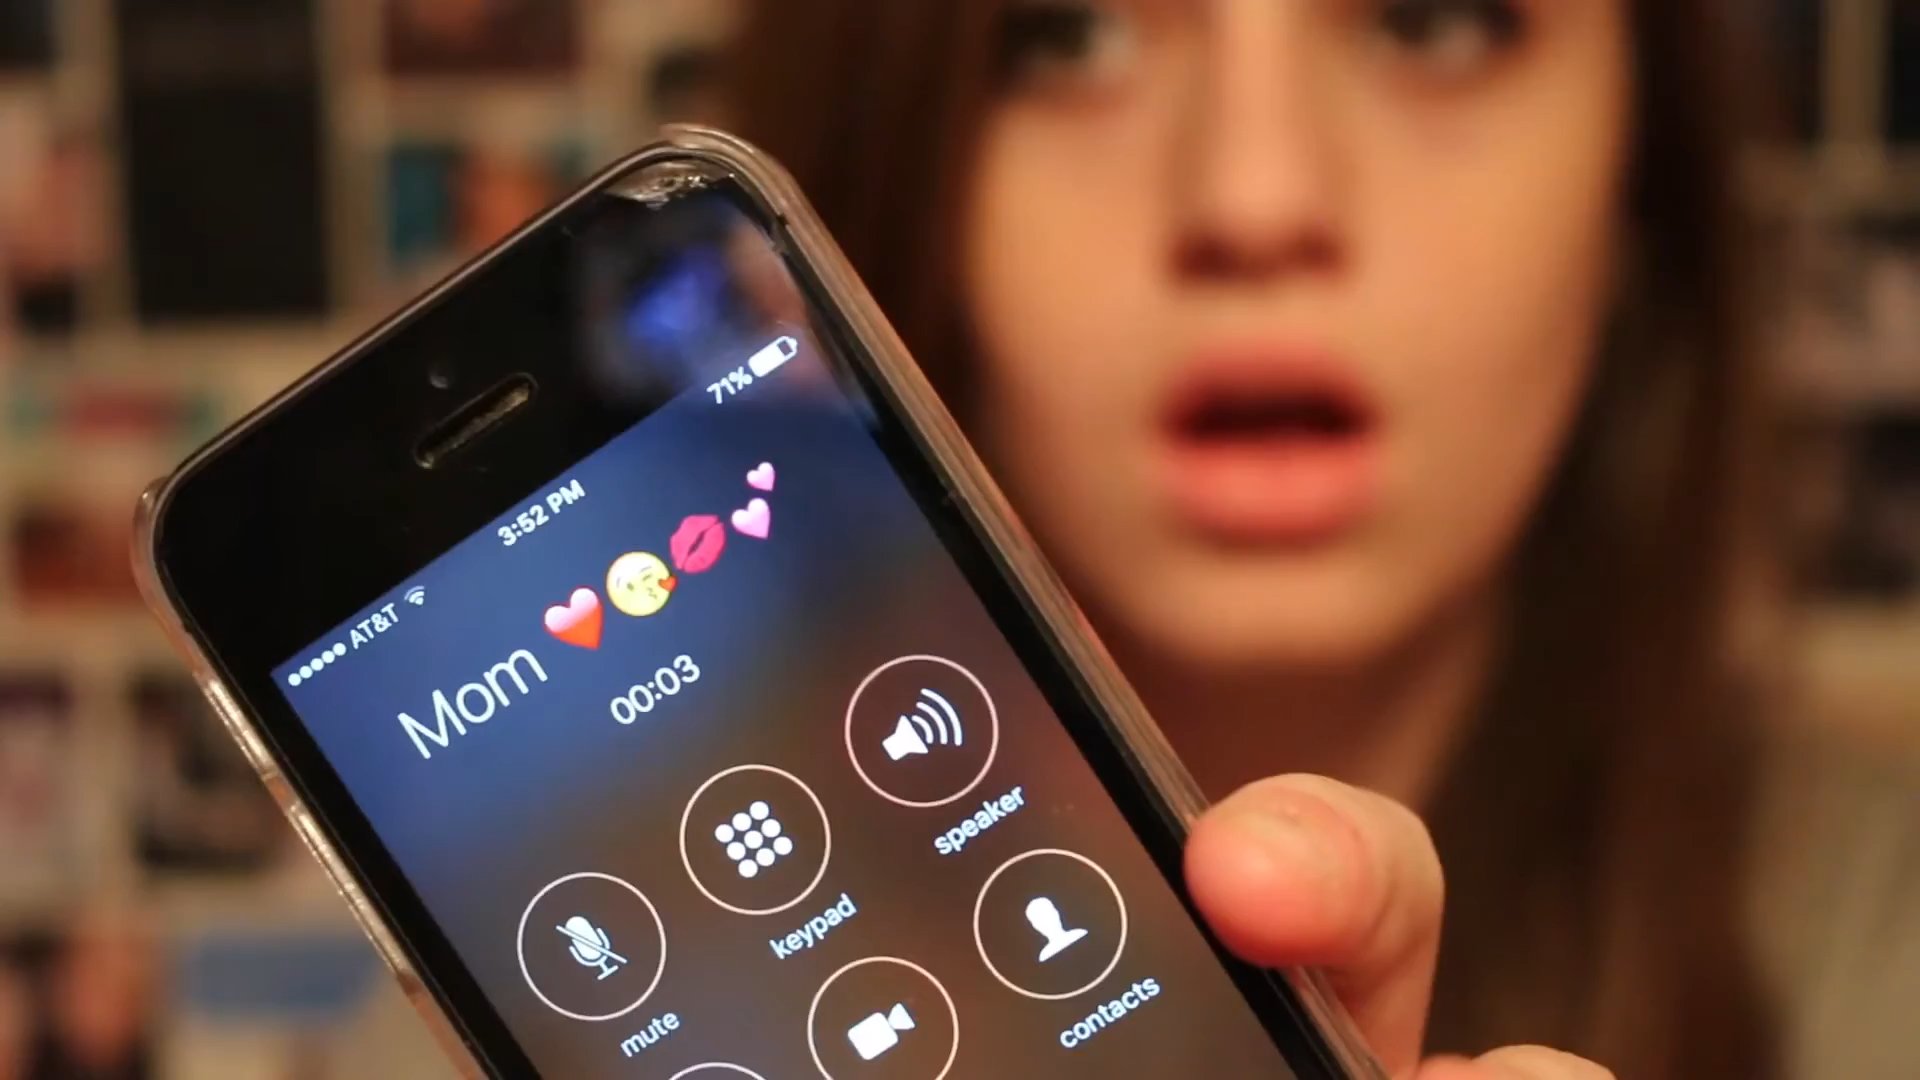 ●●●●● AT&T 3:52 PM 71%
Mom ❤️😘💋💕
00:03
mute keypad speaker
contacts